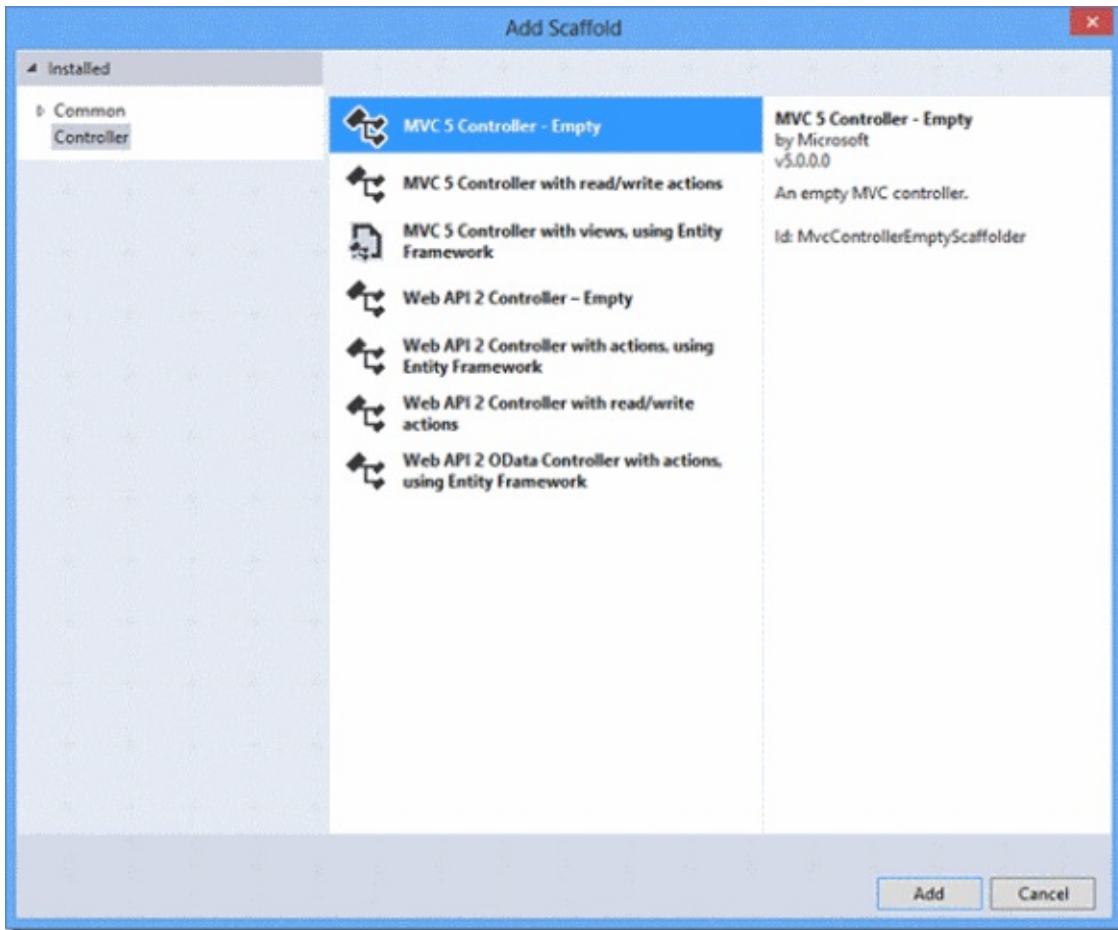 Add Scaffold
Installed
Common
Controller
MVC 5 Controller - Empty
MVC 5 Controller with read/write actions
MVC 5 Controller with views, using Entity
Framework
Web API 2 Controller – Empty
Web API 2 Controller with actions, using
Entity Framework
Web API 2 Controller with read/write
actions
Web API 2 OData Controller with actions,
using Entity Framework
MVC 5 Controller - Empty
by Microsoft
v5.0.0.0
An empty MVC controller.
Id: MvcControllerEmptyScaffolder
Add
Cancel